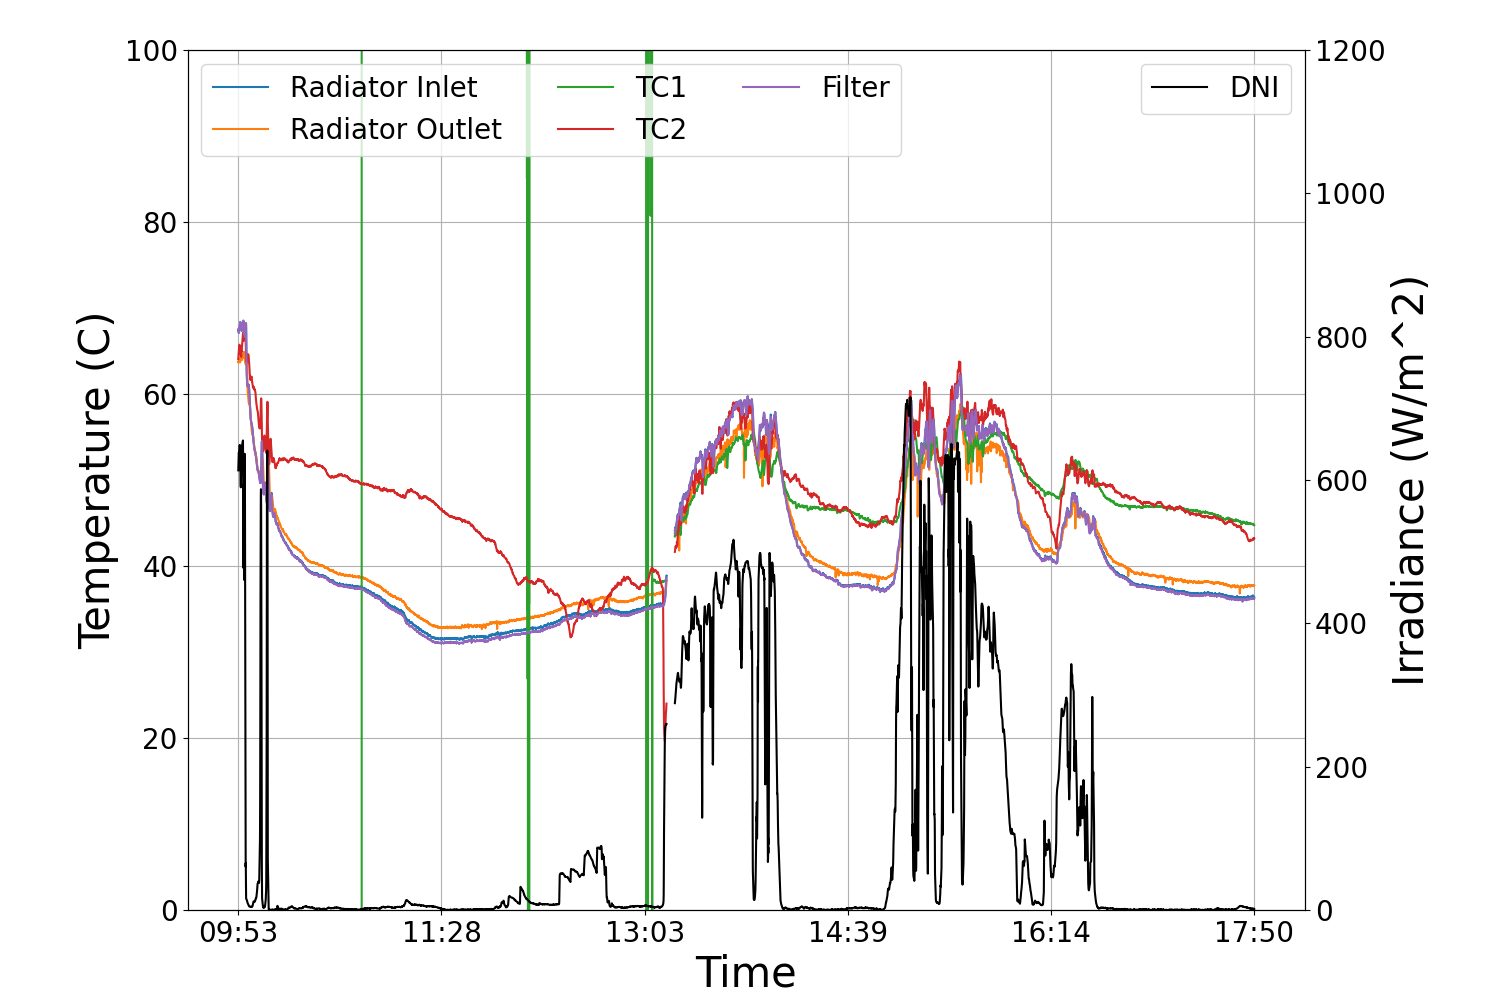 100
80
60
40
20
0
Temperature (C)
Radiator Inlet
Radiator Outlet
TC1
TC2
Filter
DNI
1200
1000
800
600
400
200
0
Irradiance (W/m^2)
09:53
11:28
13:03
14:39
16:14
17:50
Time